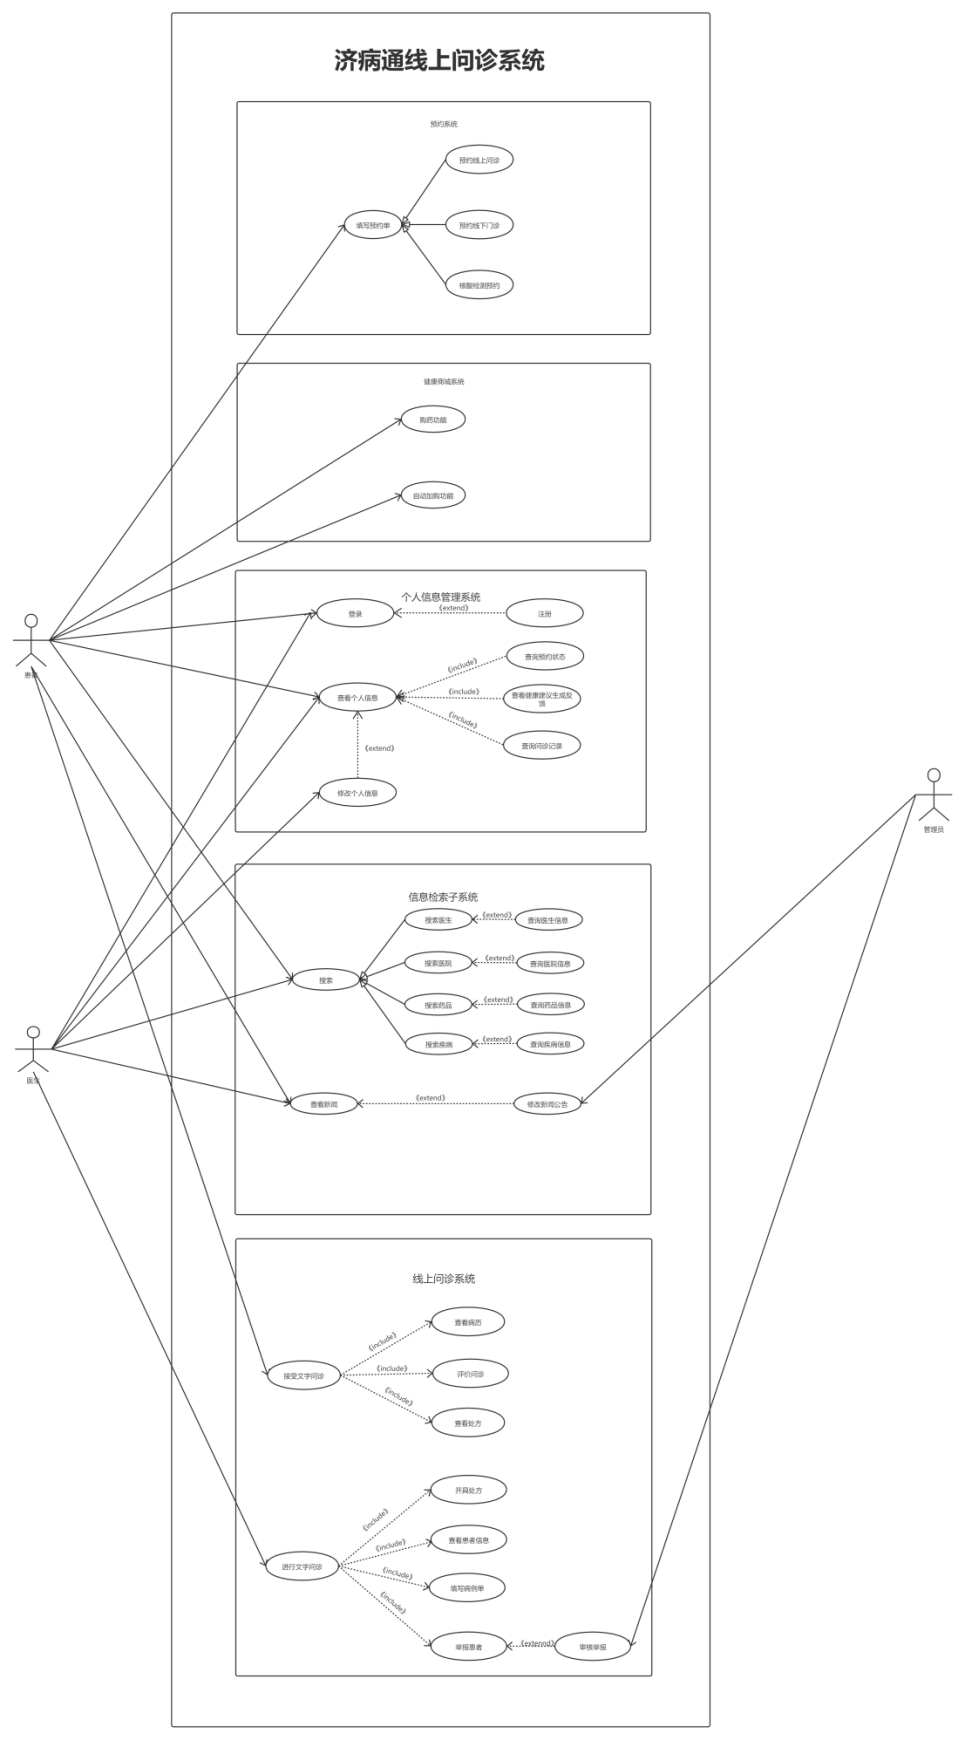 济病通线上问诊系统
预约系统
预约线上问诊
填写预约单
预约线下门诊
核酸检测预约
健康商城系统
购药功能
自动加购功能
个人信息管理系统
登录
《extend》
注册
查询预约状态
《include》
查看个人信息
《include》
查看健康建议生成反
馈
《include》
查询问诊记录
《extend》
修改个人信息
患者
管理员
信息检索子系统
搜索医生
《extend》
查询医生信息
搜索医院
《extend》
查询医院信息
搜索
搜索药品
《extend》
查询药品信息
搜索疾病
《extend》
查询疾病信息
医生
查看新闻
《extend》
修改新闻公告
线上问诊系统
查看病历
《include》
接受文字问诊
《include》
评价问诊
《include》
查看处方
开具处方
《include》
查看患者信息
《include》
进行文字问诊
《include》
填写病例单
《include》
举报患者
《extennd》
审核举报